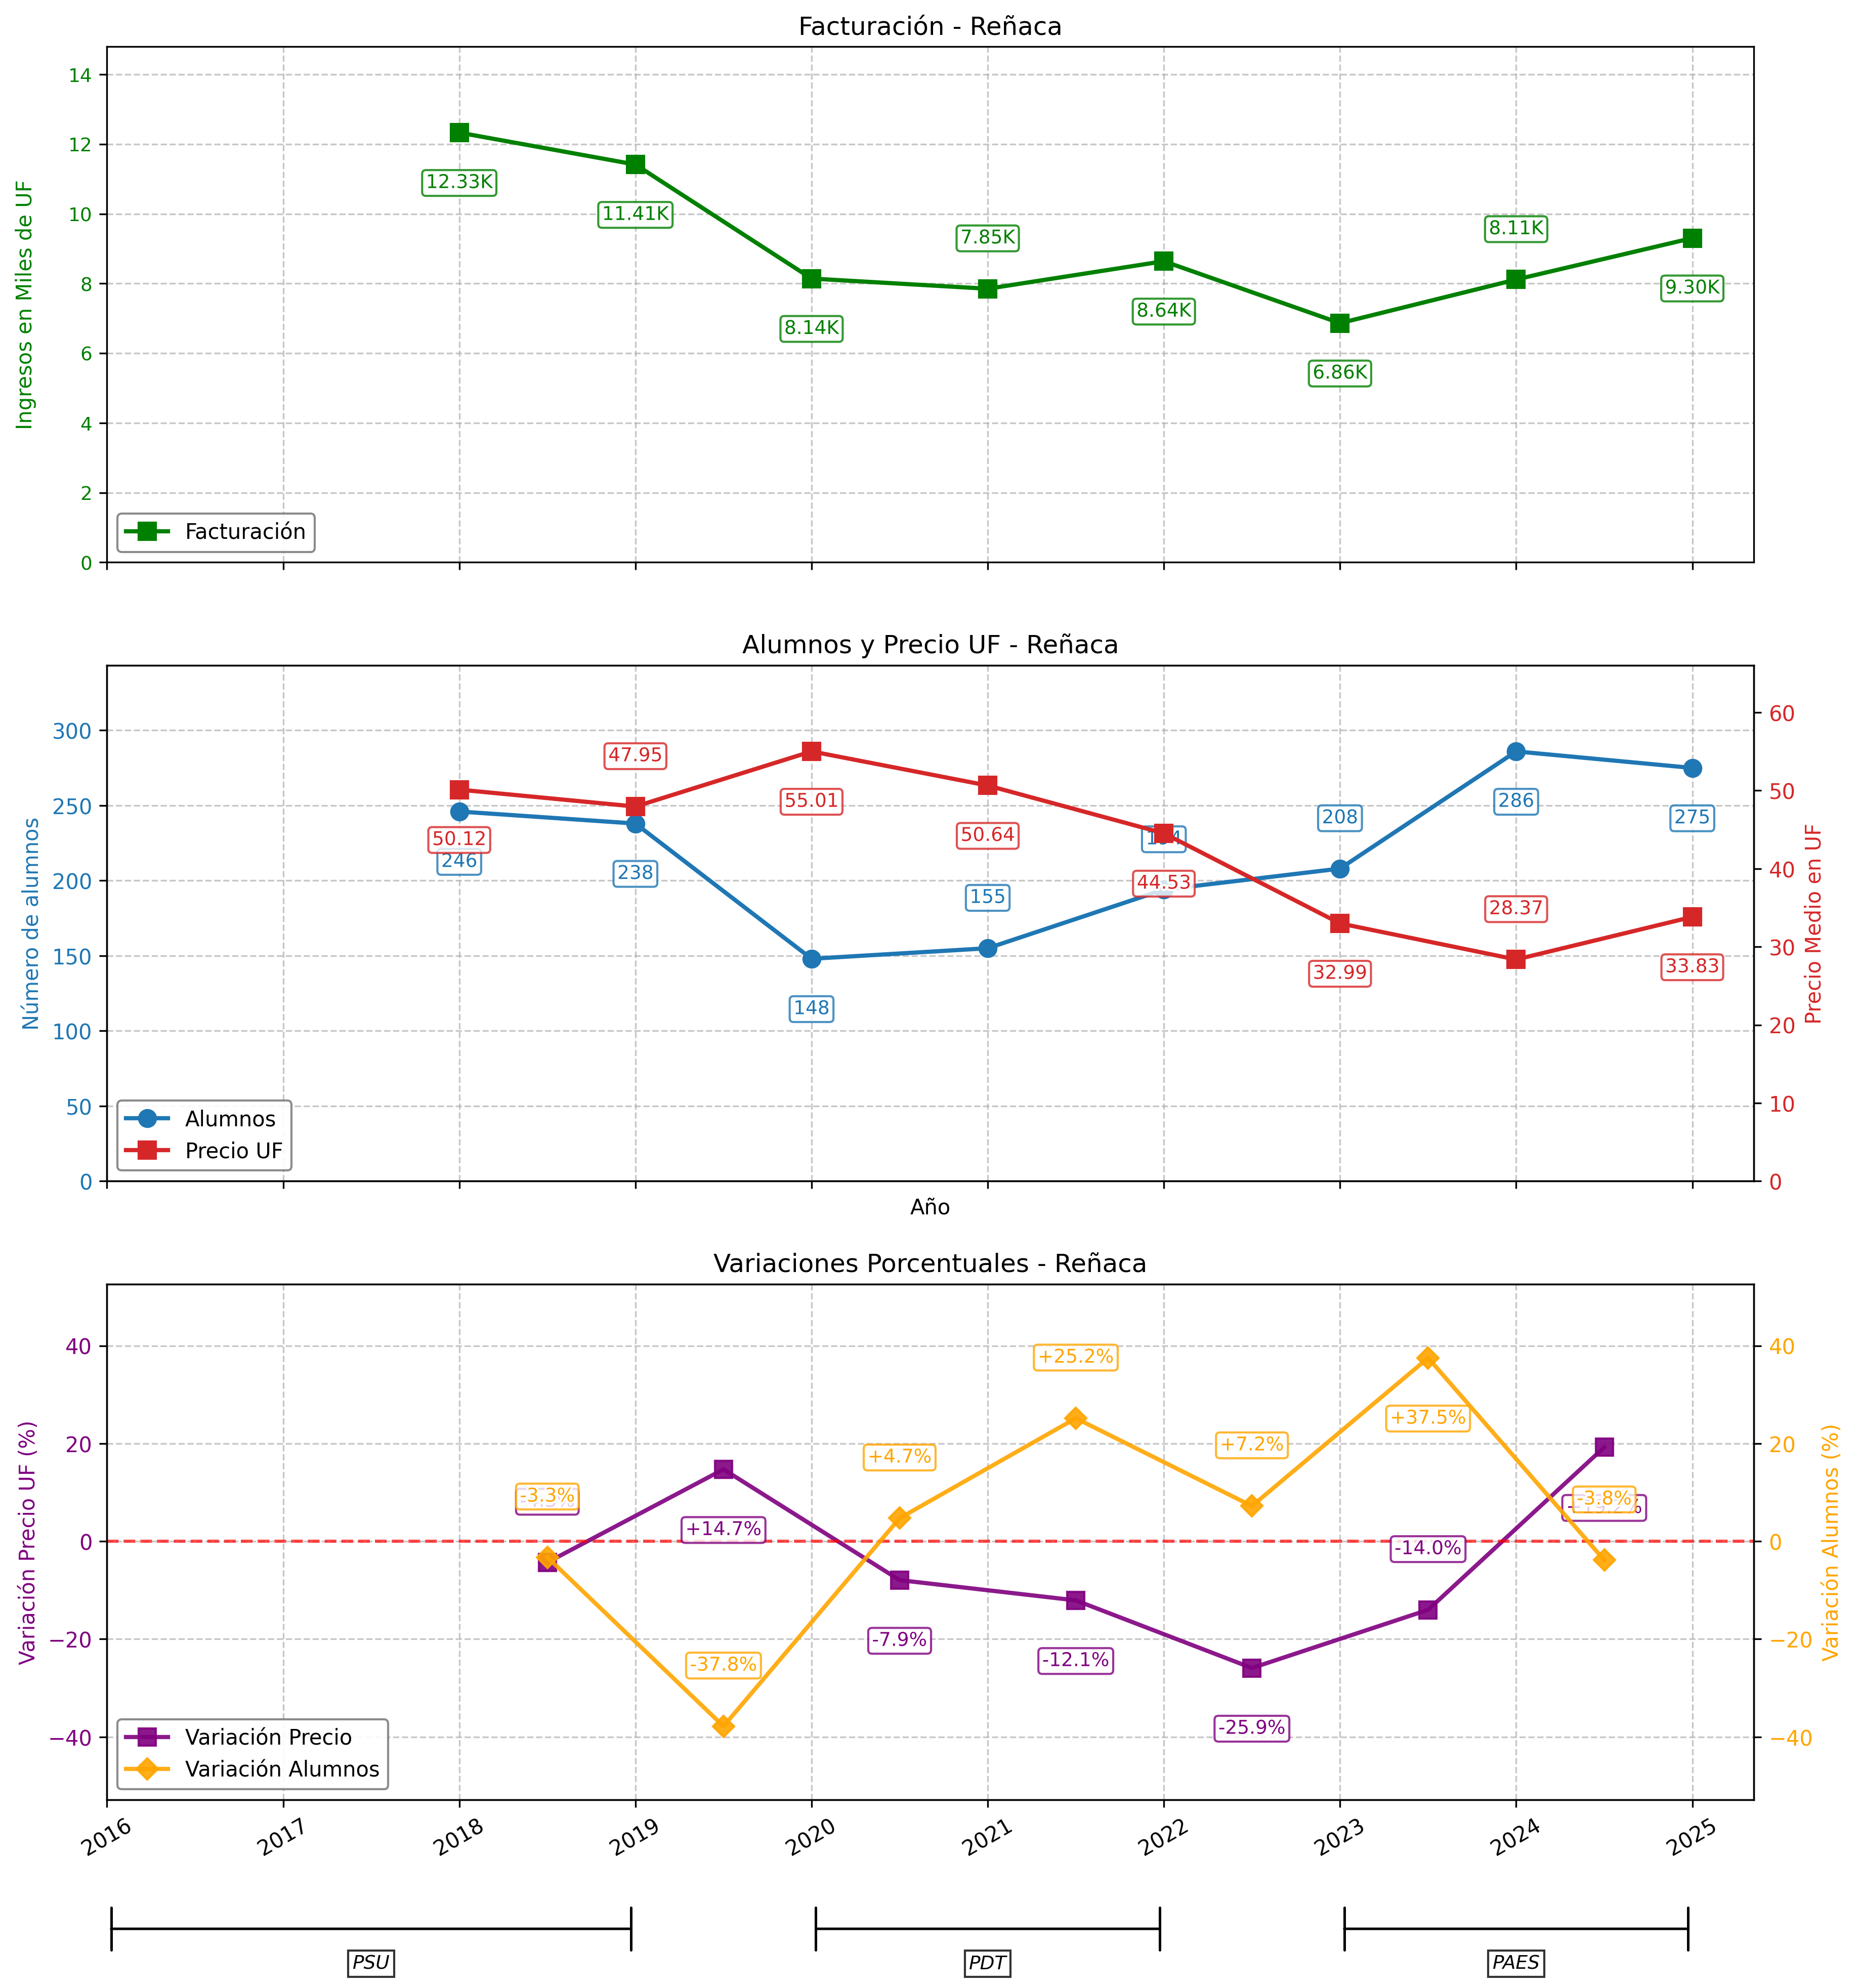 Facturación - Reñaca
Ingresos en Miles de UF
14
12
10
8
6
4
2
0
12.33K
11.41K
8.14K
7.85K
8.64K
6.86K
8.11K
9.30K
Facturación
Alumnos y Precio UF - Reñaca
Número de alumnos
300
250
200
150
100
50
0
Precio Medio en UF
60
50
40
30
20
10
0
50.12
47.95
55.01
50.64
44.53
32.99
28.37
33.83
246
238
148
155
208
286
275
Alumnos
Precio UF
Año
Variaciones Porcentuales - Reñaca
Variación Precio UF (%)
40
20
0
−20
−40
Variación Alumnos (%)
40
20
0
−20
−40
-3.3%
+14.7%
-37.8%
+4.7%
-7.9%
+25.2%
-12.1%
+7.2%
-25.9%
+37.5%
-14.0%
-3.8%
Variación Precio
Variación Alumnos
2016
2017
2018
2019
2020
2021
2022
2023
2024
2025
PSU
PDT
PAES